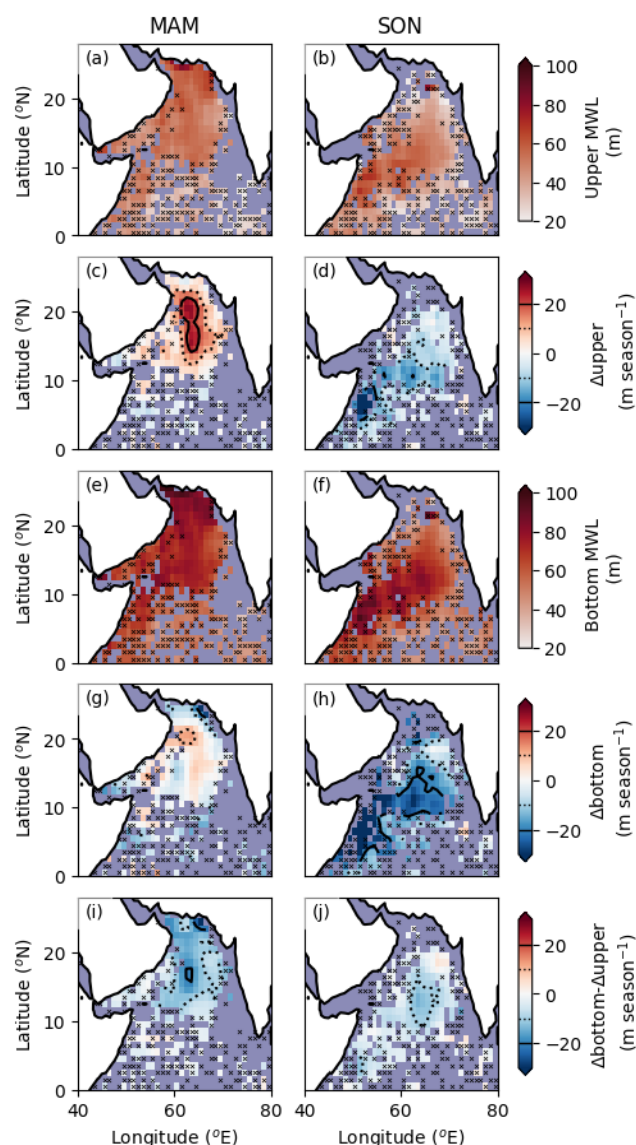 MAM SON
(a) (b)
Latitude (°N)
20
10
0
100
80
60
40
20
Upper MWL
(m)
(c) (d)
Latitude (°N)
20
10
0
20
0
−20
Δupper
(m season⁻¹)
(e) (f)
Latitude (°N)
20
10
0
100
80
60
40
20
Bottom MWL
(m)
(g) (h)
Latitude (°N)
20
10
0
20
0
−20
Δbottom
(m season⁻¹)
(i) (j)
Latitude (°N)
20
10
0
20
0
−20
Δbottom-Δupper
(m season⁻¹)
40 60 80 40 60 80
Longitude (°E) Longitude (°E)